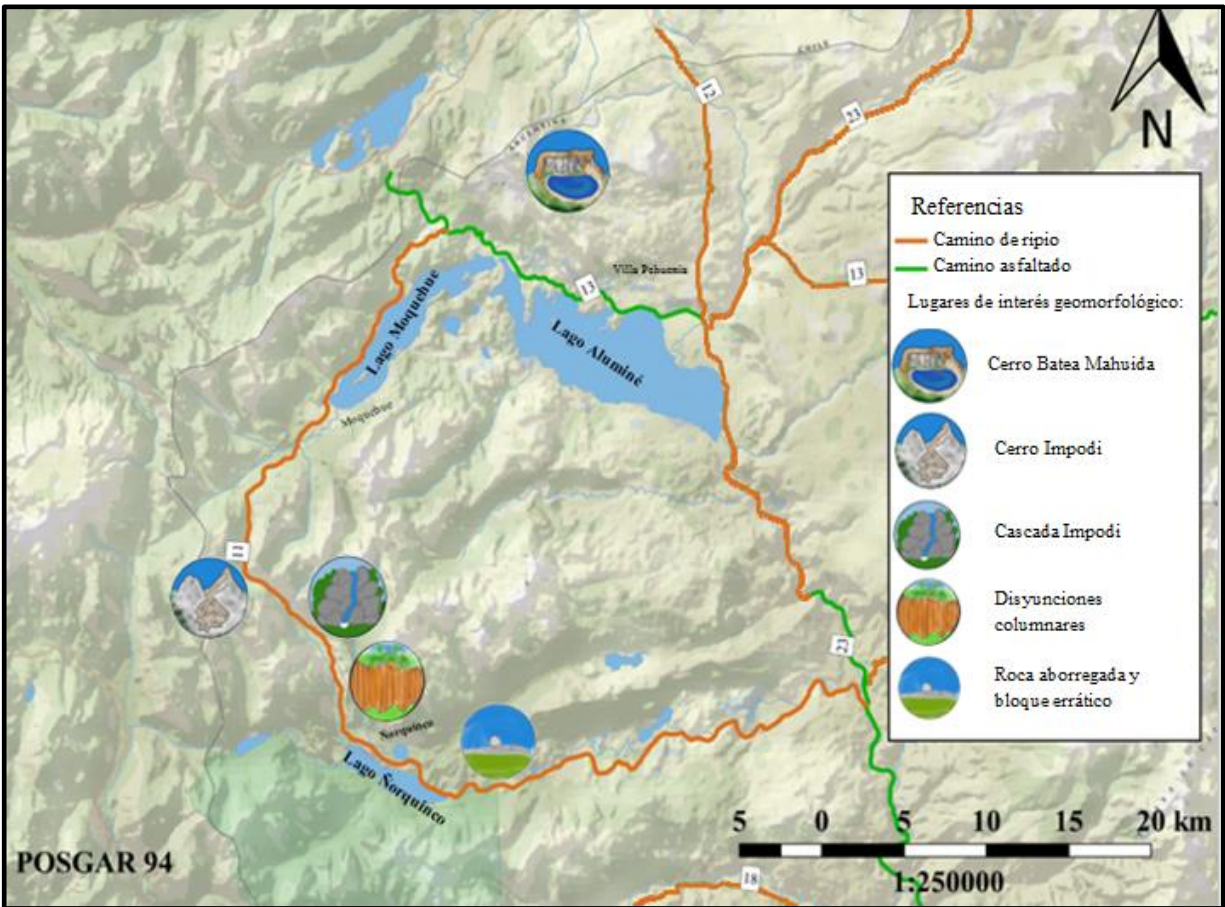 CHILE
ARGENTINA
12
23
N
Villa Pehuenia
13
13
Lago Moquehue
Lago Aluminé
Moquehue
11
23
Norquinco
Lago Ñorquinco
18
Referencias
Camino de ripio
Camino asfaltado
Lugares de interés geomorfológico:
Cerro Batea Mahuida
Cerro Impodi
Cascada Impodi
Disyunciones
columnares
Roca aborregada y
bloque errático
5 0 5 10 15 20 km
1:250000
POSGAR 94